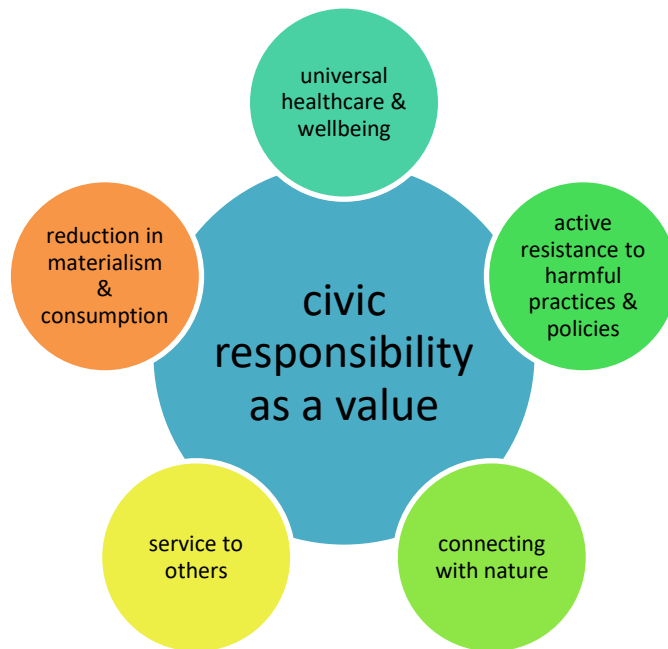 universal
healthcare &
wellbeing
active
resistance to
harmful
practices &
policies
connecting
with nature
service to
others
reduction in
materialism
&
consumption
civic
responsibility
as a value